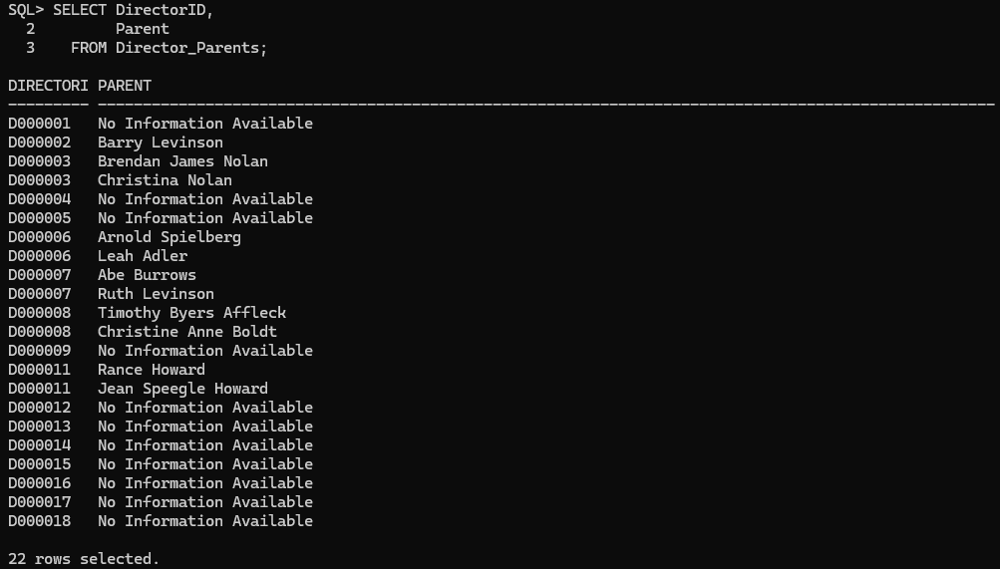 SQL> SELECT DirectorID,
  2         Parent
  3    FROM Director_Parents;
DIRECTORI PARENT
--------- ----------------------------------------------------------------------------------------------------
D000001   No Information Available
D000002   Barry Levinson
D000003   Brendan James Nolan
D000003   Christina Nolan
D000004   No Information Available
D000005   No Information Available
D000006   Arnold Spielberg
D000006   Leah Adler
D000007   Abe Burrows
D000007   Ruth Levinson
D000008   Timothy Byers Affleck
D000008   Christine Anne Boldt
D000009   No Information Available
D000011   Rance Howard
D000011   Jean Speegle Howard
D000012   No Information Available
D000013   No Information Available
D000014   No Information Available
D000015   No Information Available
D000016   No Information Available
D000017   No Information Available
D000018   No Information Available
22 rows selected.